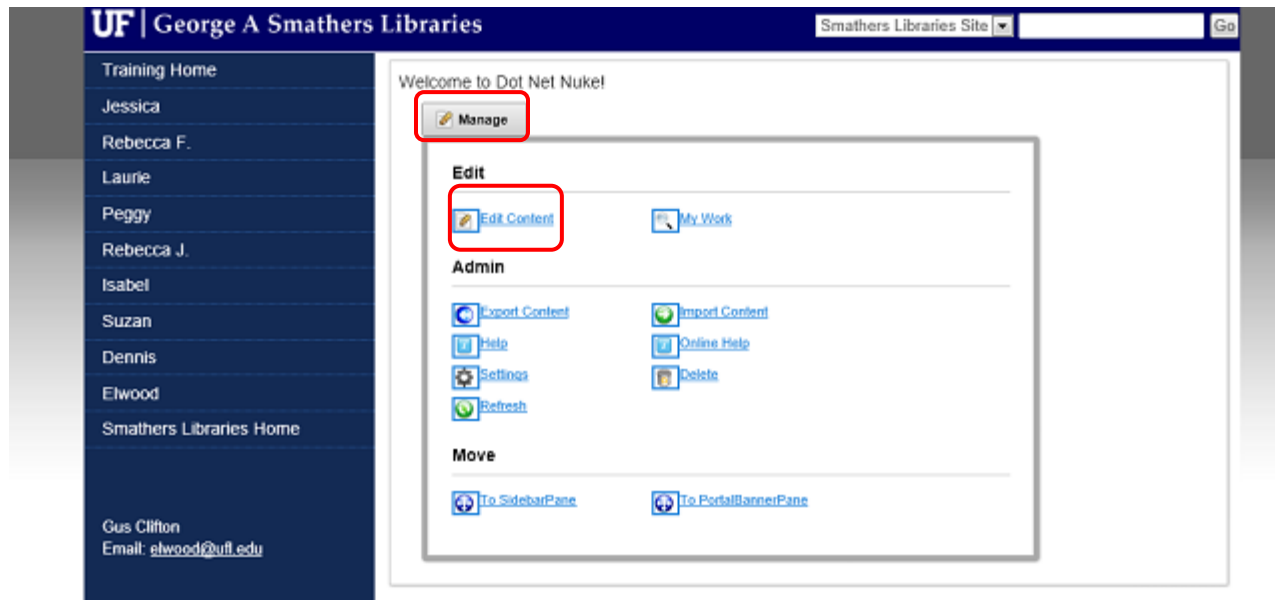 UF | George A Smathers Libraries
Smathers Libraries Site
Go
Training Home
Jessica
Rebecca F.
Laurie
Peggy
Rebecca J.
Isabel
Suzan
Dennis
Elwood
Smathers Libraries Home
Gus Clifton
Email: elwood@ufl.edu
Welcome to Dot Net Nuke!
Manage
Edit
Edit Content My Work
Admin
Export Content Import Content
Help Online Help
Settings Delete
Refresh
Move
To SidebarPane To PortalBannerPane